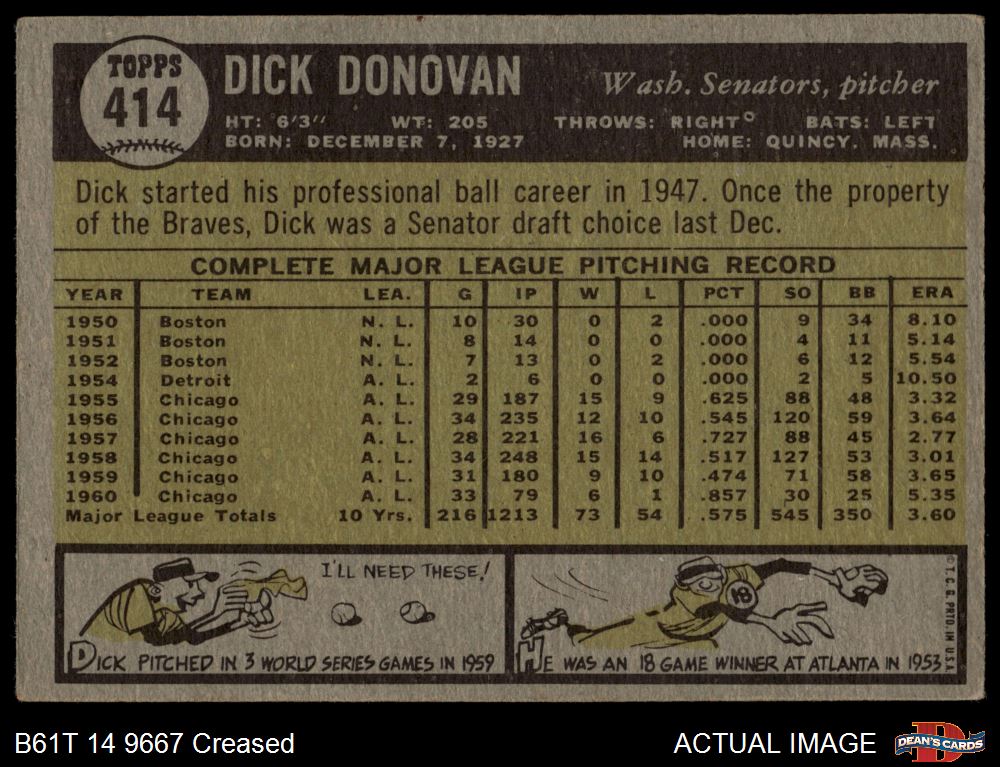 TOPPS
414
DICK DONOVAN
Wash. Senators, pitcher
HT: 6'3" WT: 205 THROWS: RIGHT BATS: LEFT
BORN: DECEMBER 7, 1927 HOME: QUINCY. MASS.
Dick started his professional ball career in 1947. Once the property
of the Braves, Dick was a Senator draft choice last Dec.
COMPLETE MAJOR LEAGUE PITCHING RECORD
YEAR TEAM LEA. G IP W L PCT SO BB ERA
1950 Boston N. L. 10 30 0 2 .000 9 34 8.10
1951 Boston N. L. 8 14 0 0 .000 4 11 5.14
1952 Boston N. L. 7 13 0 2 .000 6 12 5.54
1954 Detroit A. L. 2 6 0 0 .000 2 5 10.50
1955 Chicago A. L. 29 187 15 9 .625 88 48 3.32
1956 Chicago A. L. 34 235 12 10 .545 120 59 3.64
1957 Chicago A. L. 28 221 16 6 .727 88 45 2.77
1958 Chicago A. L. 34 248 15 14 .517 127 53 3.01
1959 Chicago A. L. 31 180 9 10 .474 71 58 3.65
1960 Chicago A. L. 33 79 6 1 .857 30 25 5.35
Major League Totals 10 Yrs. 216 1213 73 54 .575 545 350 3.60
I'LL NEED THESE!
DICK PITCHED IN 3 WORLD SERIES GAMES IN 1959
18
HE WAS AN 18 GAME WINNER AT ATLANTA IN 1953
© T. C. G. PRTD. IN U.S.A.
B61T 14 9667 Creased
ACTUAL IMAGE
D
DEAN'S CARDS